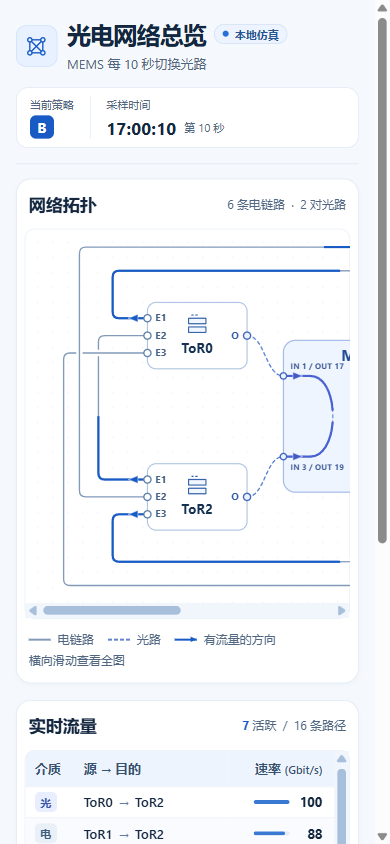 光电网络总览
本地仿真
MEMS 每 10 秒切换光路
当前策略
采样时间
B
17:00:10 第 10 秒
网络拓扑
6 条电链路 · 2 对光路
E1
E2
E3
O
ToR0
M
IN 1 / OUT 17
IN 3 / OUT 19
E1
E2
E3
O
ToR2
电链路
光路
有流量的方向
横向滑动查看全图
实时流量
7 活跃 / 16 条路径
介质 源 → 目的 速率 (Gbit/s)
光 ToR0 → ToR2 100
电 ToR1 → ToR2 88